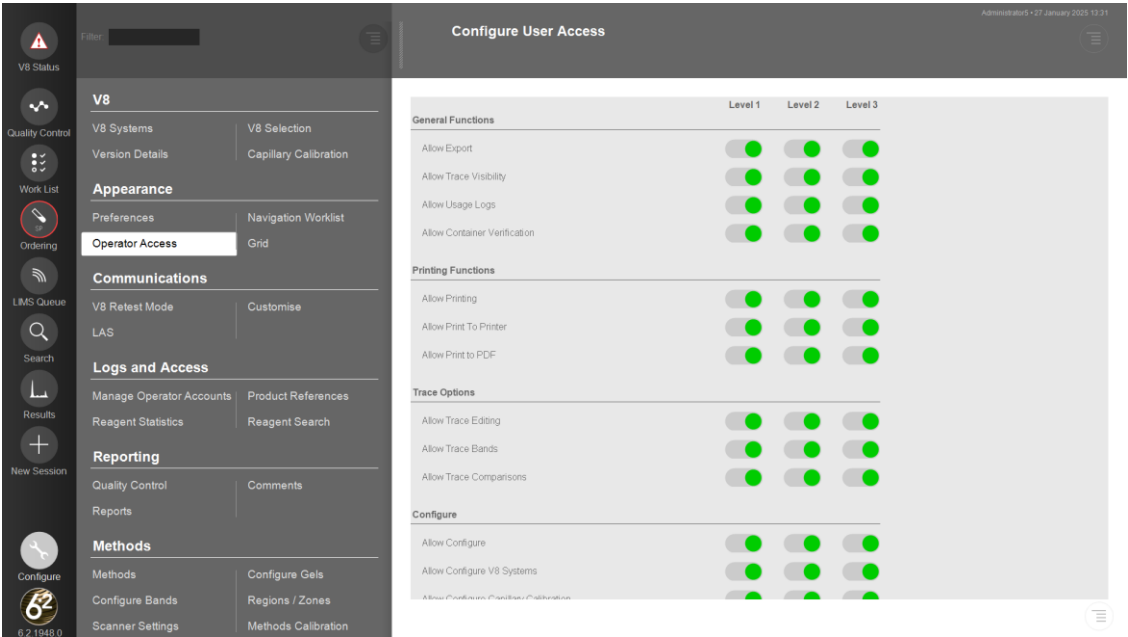 Administrator5 • 27 January 2025 13:31
Configure User Access
Filter:
V8 Status
Quality Control
Work List
Ordering
LIMS Queue
Search
Results
New Session
Configure
6.2
6.2.1948.0
V8
V8 Systems V8 Selection
Version Details Capillary Calibration
Appearance
Preferences Navigation Worklist
Operator Access Grid
Communications
V8 Retest Mode Customise
LAS
Logs and Access
Manage Operator Accounts Product References
Reagent Statistics Reagent Search
Reporting
Quality Control Comments
Reports
Methods
Methods Configure Gels
Configure Bands Regions / Zones
Scanner Settings Methods Calibration
Level 1 Level 2 Level 3
General Functions
Allow Export
Allow Trace Visibility
Allow Usage Logs
Allow Container Verification
Printing Functions
Allow Printing
Allow Print To Printer
Allow Print to PDF
Trace Options
Allow Trace Editing
Allow Trace Bands
Allow Trace Comparisons
Configure
Allow Configure
Allow Configure V8 Systems
Allow Configure Capillary Calibration